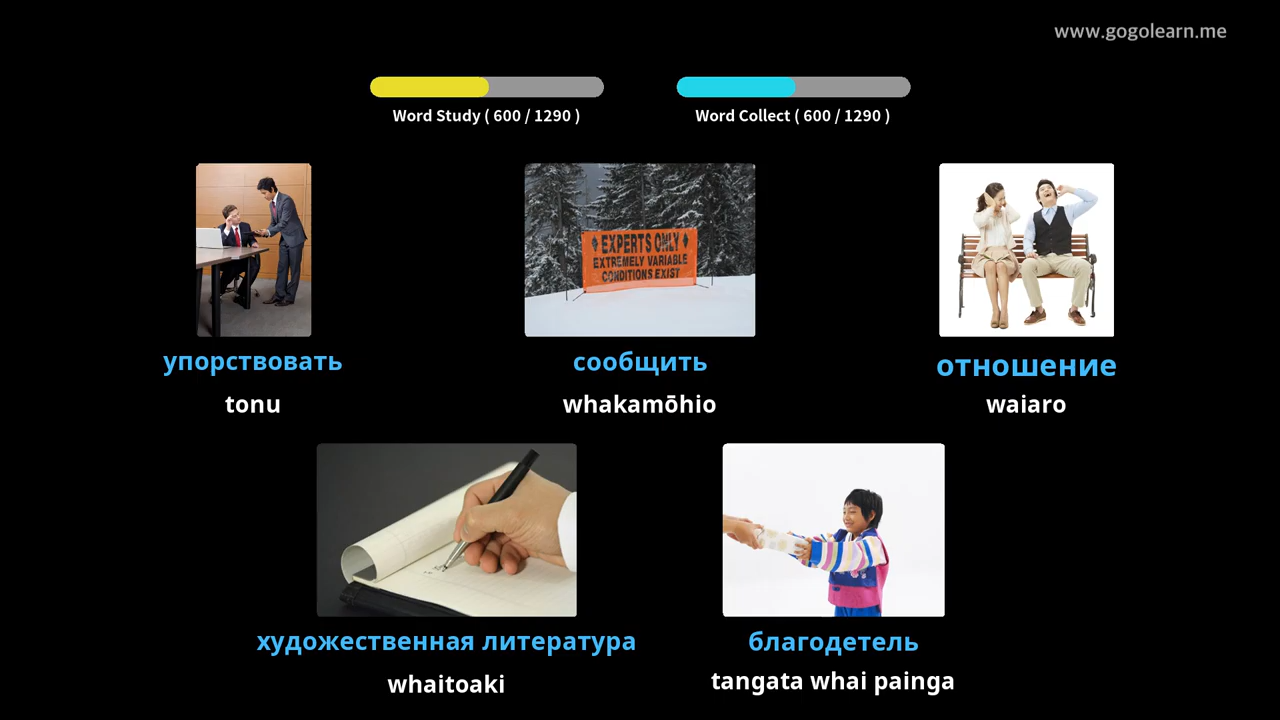 www.gogolearn.me
Word Study ( 600 / 1290 )
Word Collect ( 600 / 1290 )
EXPERTS ONLY
EXTREMELY VARIABLE
CONDITIONS EXIST
упорствовать
tonu
сообщить
whakamōhio
отношение
waiaro
художественная литература
whaitoaki
благодетель
tangata whai painga